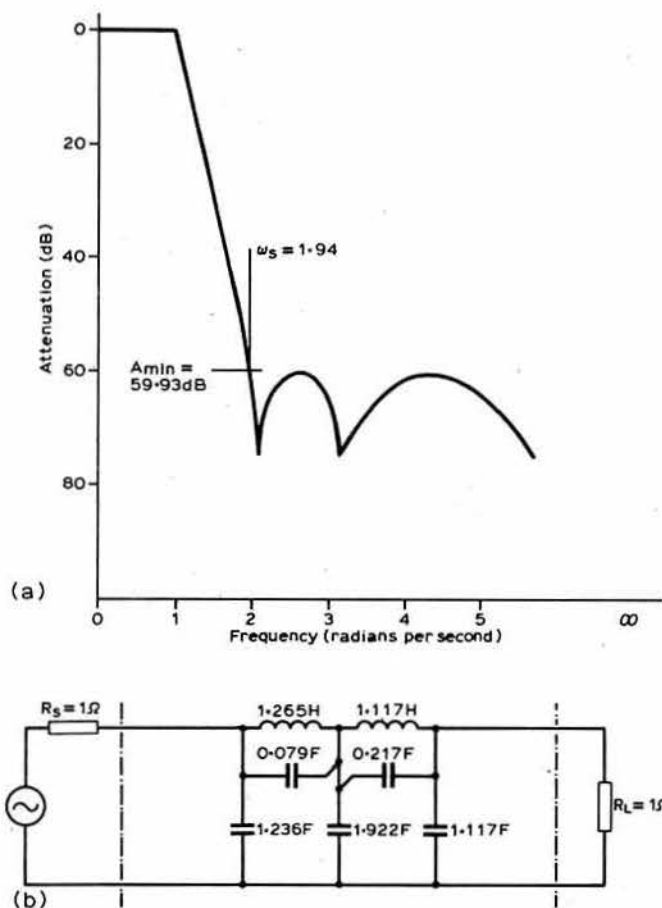 0
20
40
60
80
Attenuation (dB)
ωs = 1·94
Amin =
59·93dB
(a)
0 1 2 3 4 5 ∞
Frequency (radians per second)
RS = 1Ω
1·265H 1·117H
0·079F 0·217F
1·236F 1·922F 1·117F
RL = 1Ω
(b)